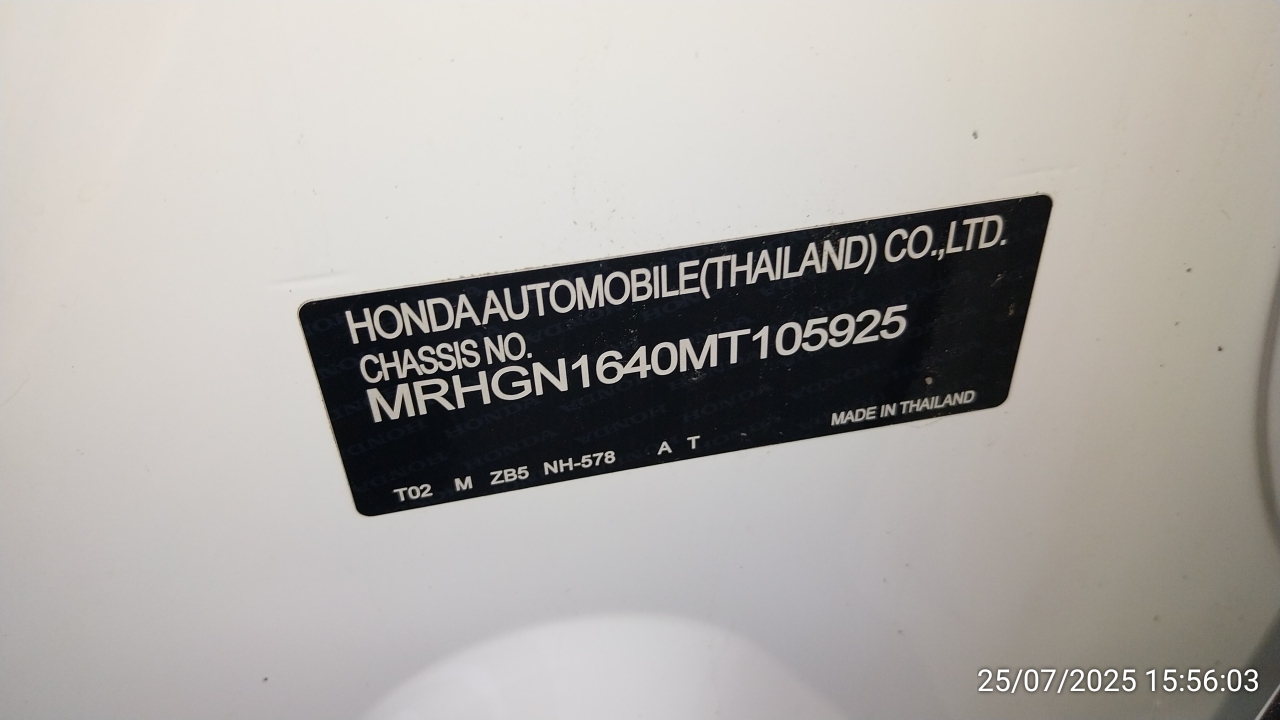 HONDA AUTOMOBILE(THAILAND) CO.,LTD.
CHASSIS NO.
MRHGN1640MT105925
T02 M ZB5 NH-578 A T
MADE IN THAILAND
25/07/2025 15:56:03